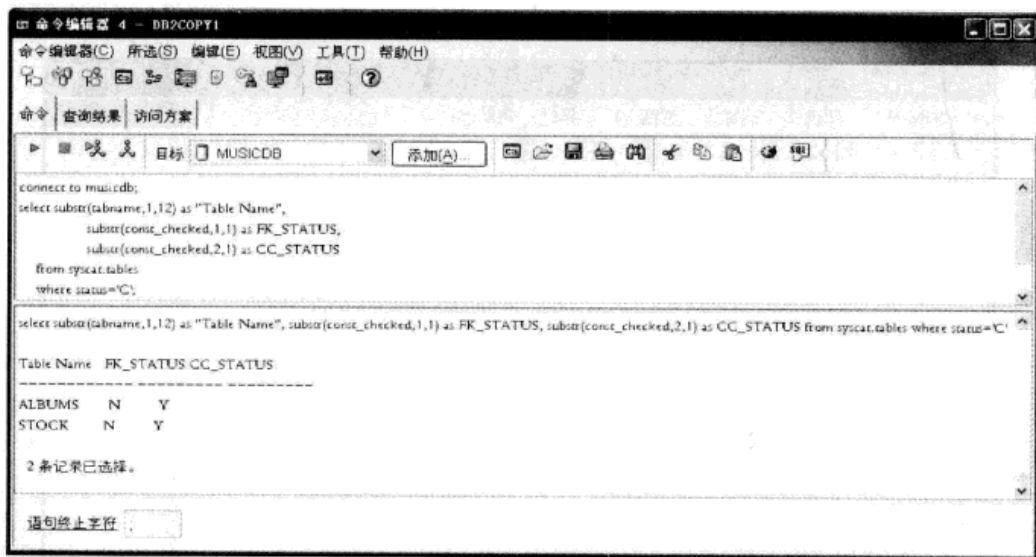 命令编辑器 4 - DB2COPY1
命令编辑器(C) 所选(S) 编辑(E) 视图(V) 工具(T) 帮助(H)
命令 查询结果 访问方案
目标 MUSICDB 添加(A)...
connect to musicdb;
select substr(tabname,1,12) as "Table Name",
substr(const_checked,1,1) as FK_STATUS,
substr(const_checked,2,1) as CC_STATUS
from syscat.tables
where status='C';
select substr(tabname,1,12) as "Table Name", substr(const_checked,1,1) as FK_STATUS, substr(const_checked,2,1) as CC_STATUS from syscat.tables where status='C'
Table Name FK_STATUS CC_STATUS
------------ --------- ---------
ALBUMS N Y
STOCK N Y
2 条记录已选择。
语句终止字符 ;